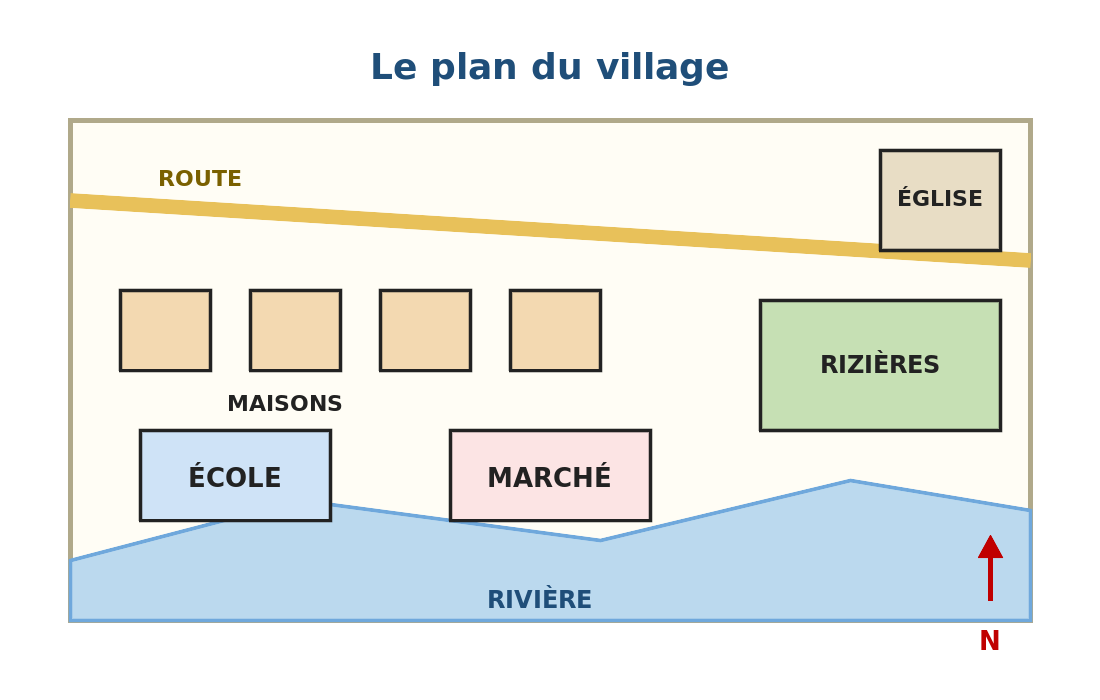 Le plan du village
ROUTE
ÉGLISE
RIZIÈRES
MAISONS
ÉCOLE
MARCHÉ
RIVIÈRE
N